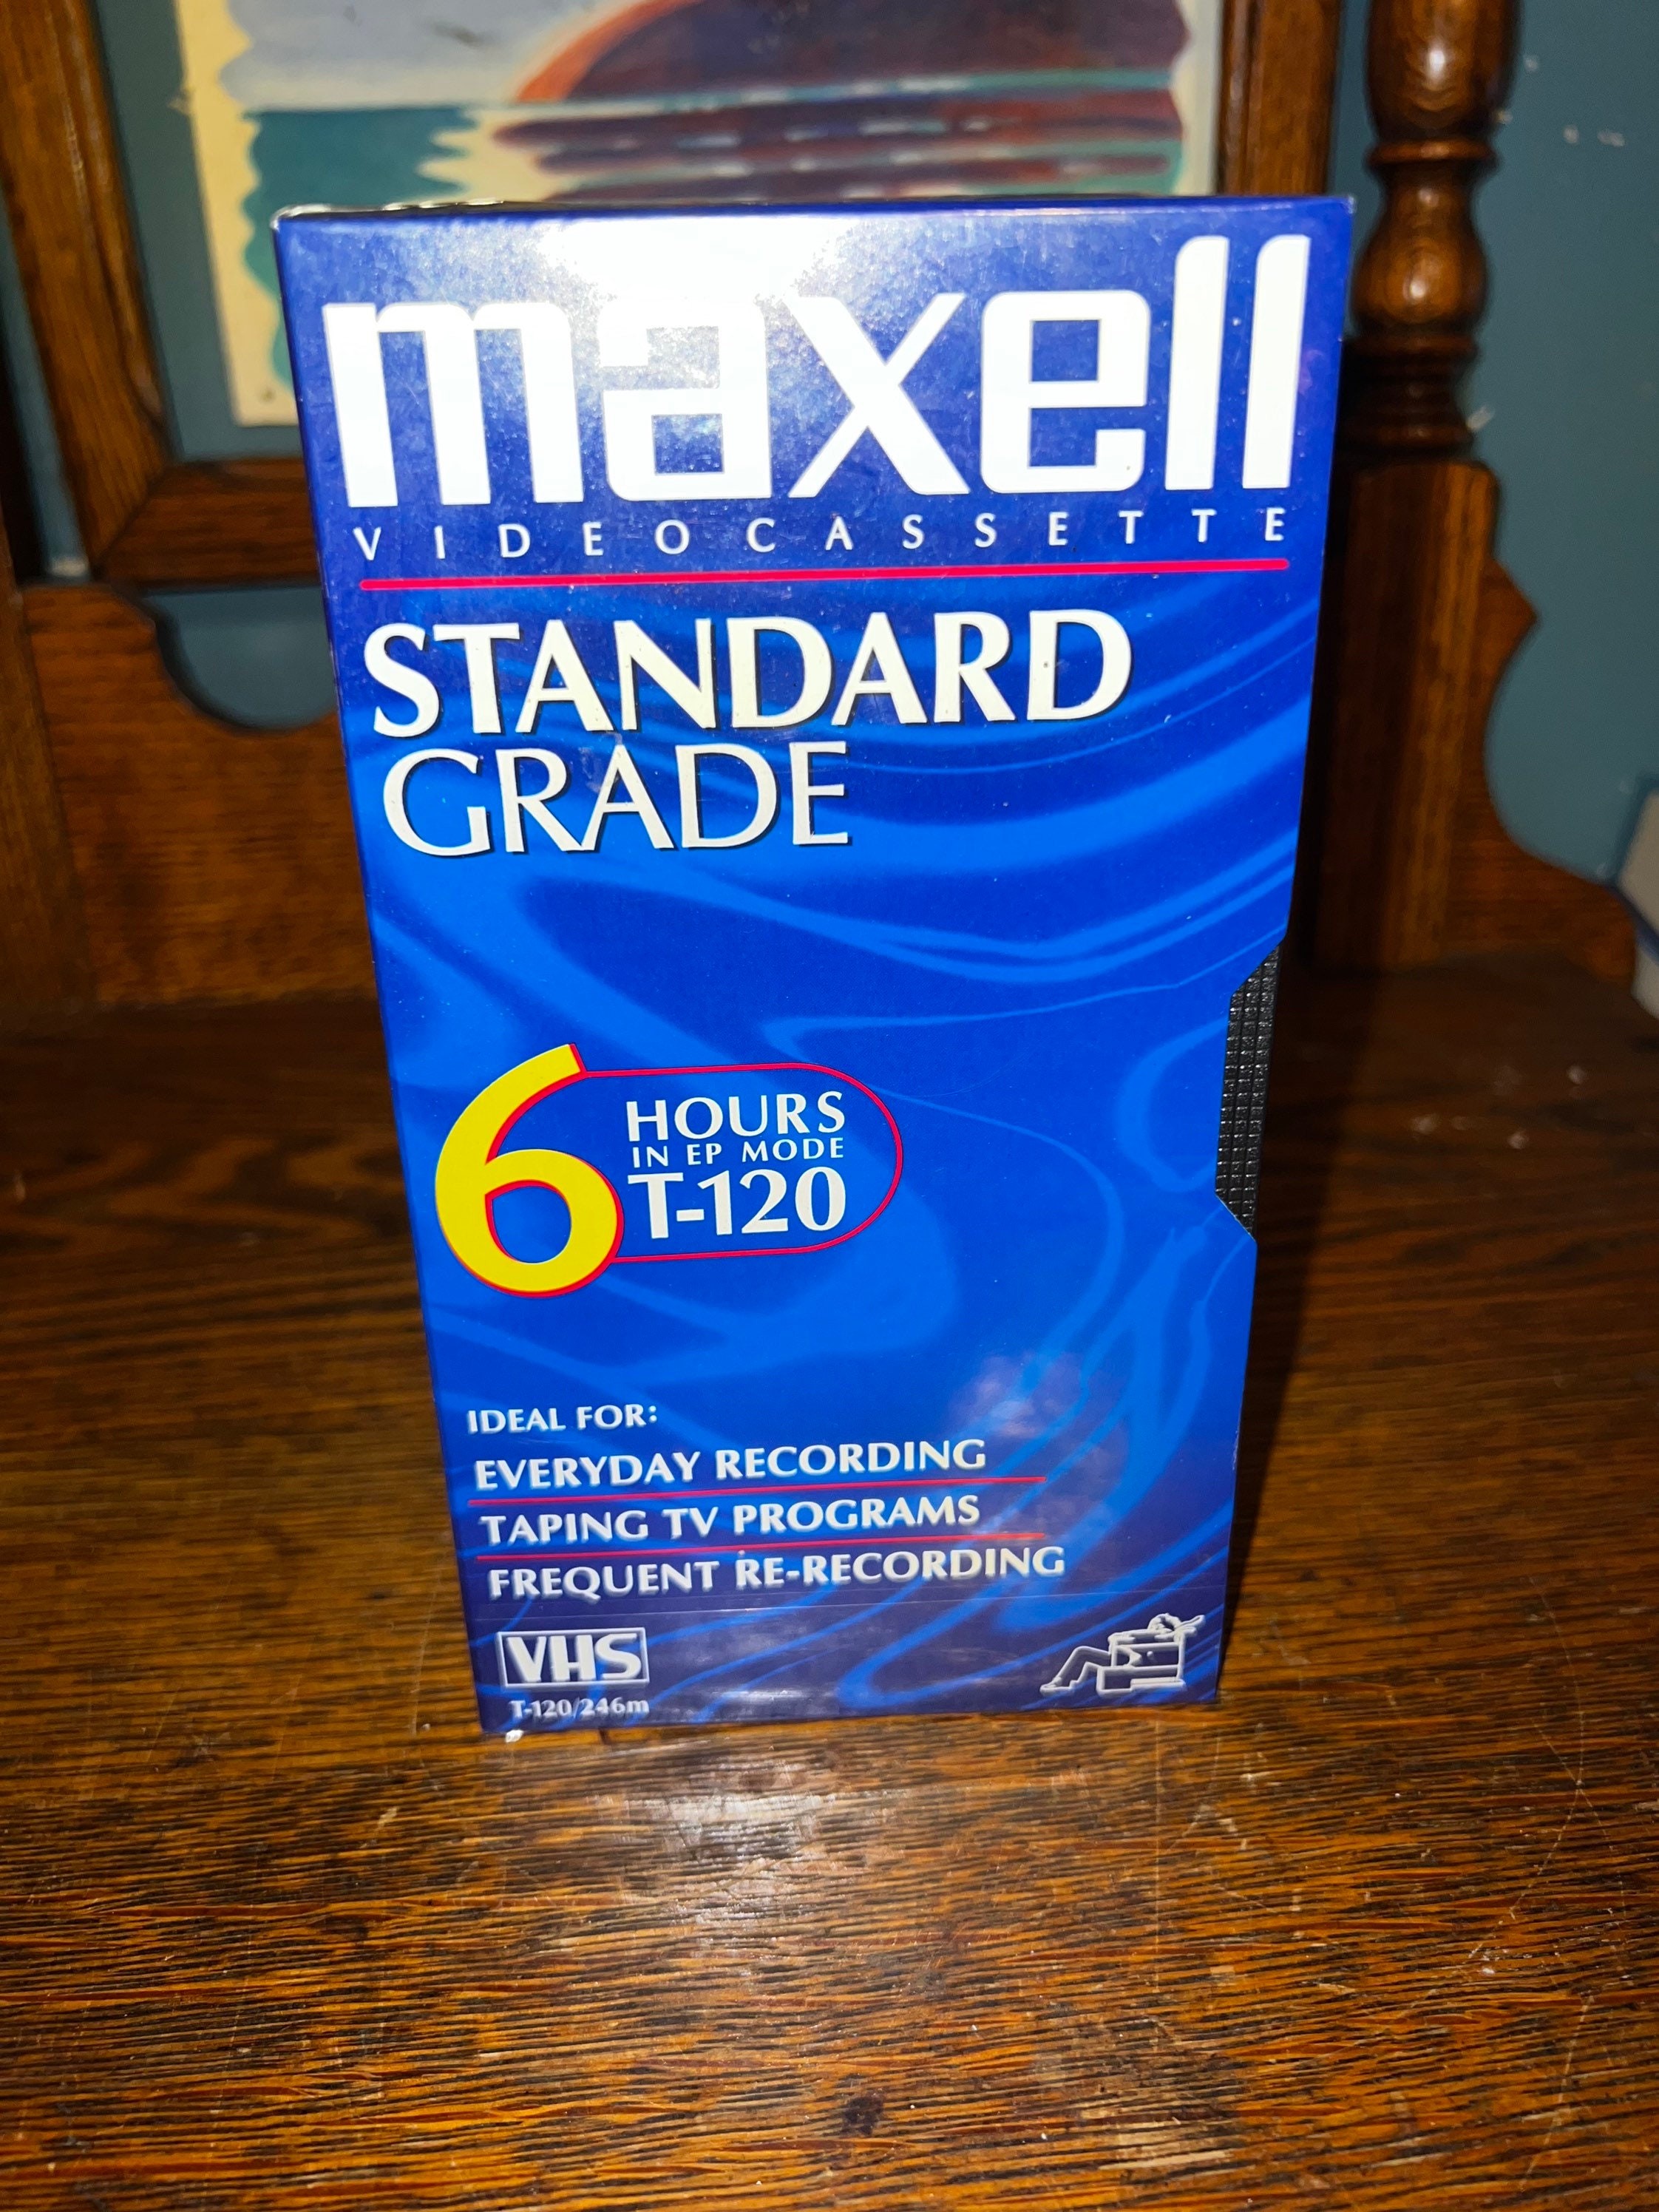 maxell
VIDEOCASSETTE
STANDARD
GRADE
6 HOURS
IN EP MODE
T-120
IDEAL FOR:
EVERYDAY RECORDING
TAPING TV PROGRAMS
FREQUENT RE-RECORDING
VHS
T-120/246m